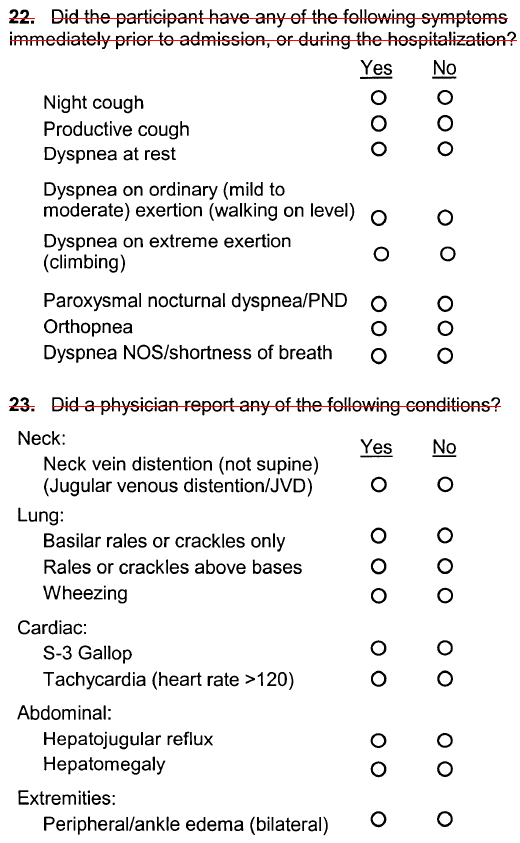 22. Did the participant have any of the following symptoms
immediately prior to admission, or during the hospitalization?
Yes No
Night cough
Productive cough
Dyspnea at rest
Dyspnea on ordinary (mild to
moderate) exertion (walking on level)
Dyspnea on extreme exertion
(climbing)
Paroxysmal nocturnal dyspnea/PND
Orthopnea
Dyspnea NOS/shortness of breath
23. Did a physician report any of the following conditions?
Neck: Yes No
Neck vein distention (not supine)
(Jugular venous distention/JVD)
Lung:
Basilar rales or crackles only
Rales or crackles above bases
Wheezing
Cardiac:
S-3 Gallop
Tachycardia (heart rate >120)
Abdominal:
Hepatojugular reflux
Hepatomegaly
Extremities:
Peripheral/ankle edema (bilateral)